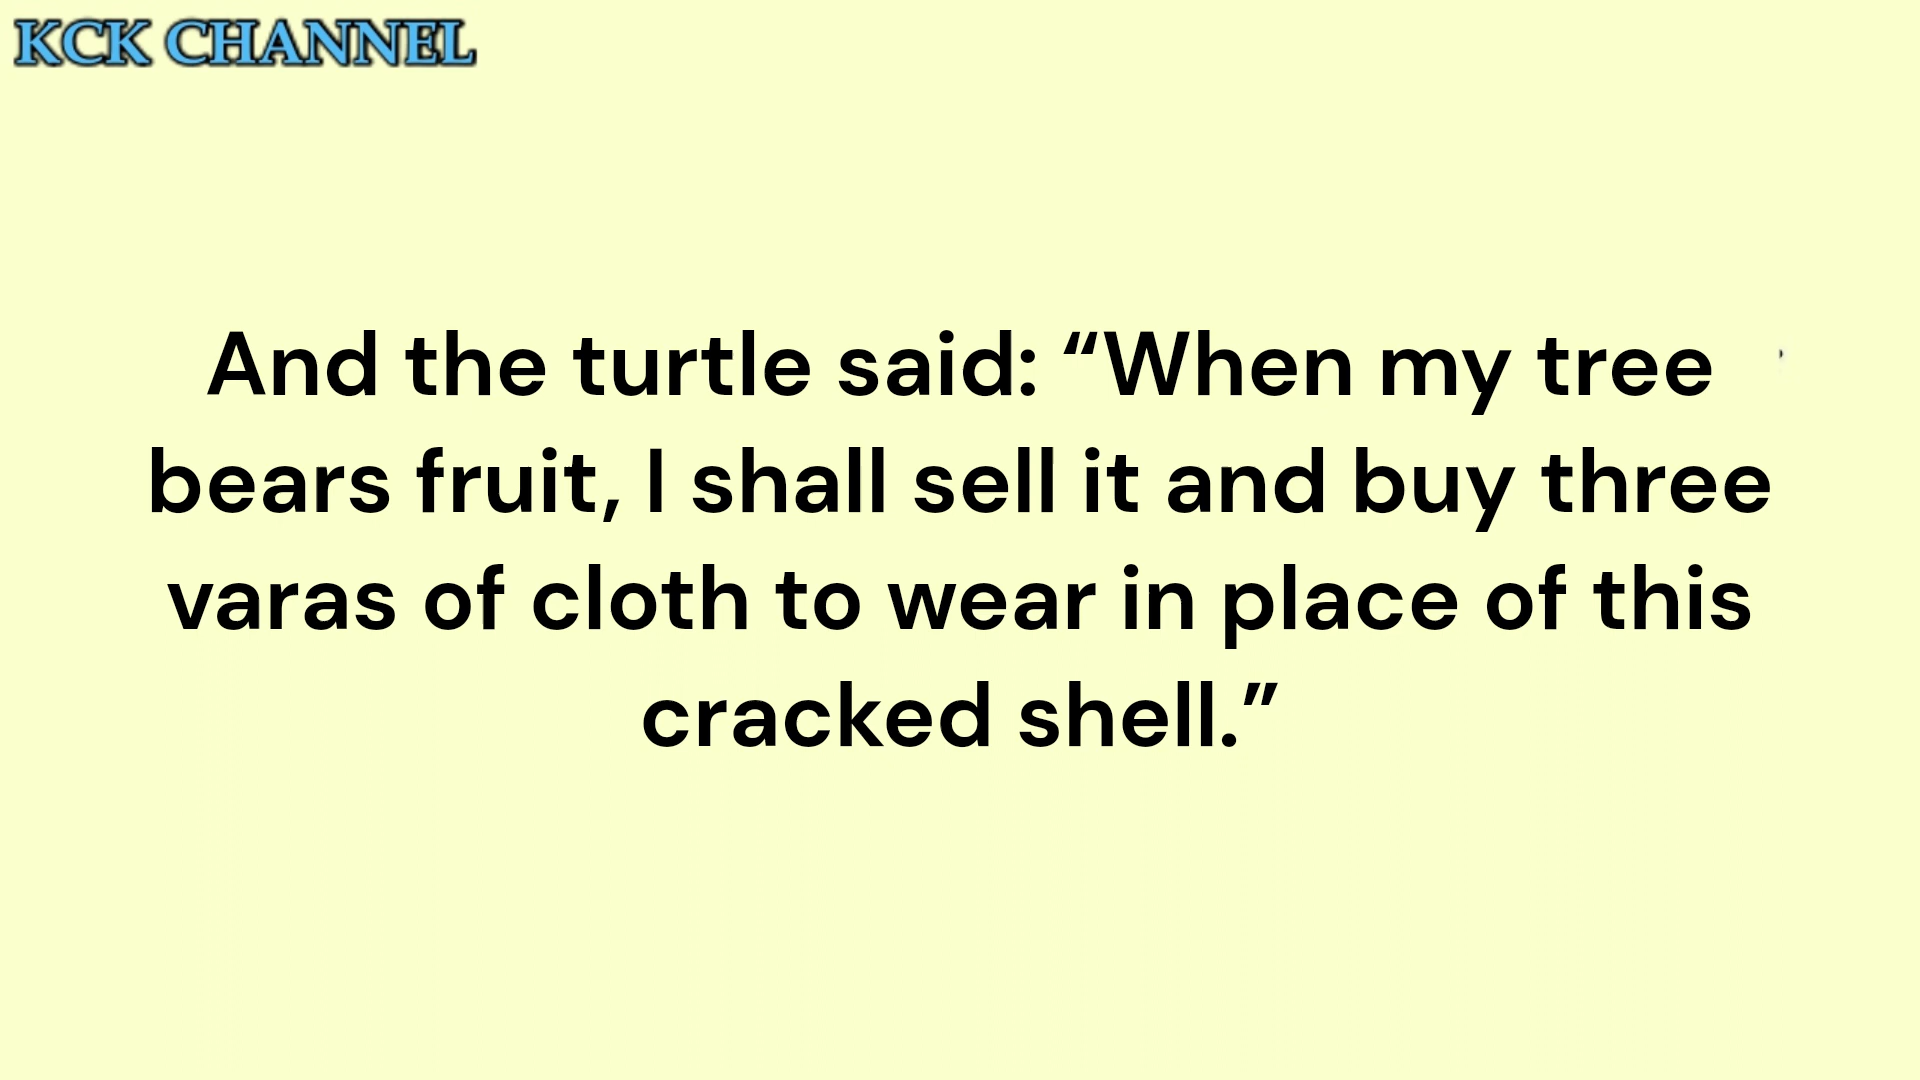 KCK CHANNEL
And the turtle said: “When my tree
bears fruit, I shall sell it and buy three
varas of cloth to wear in place of this
cracked shell.”